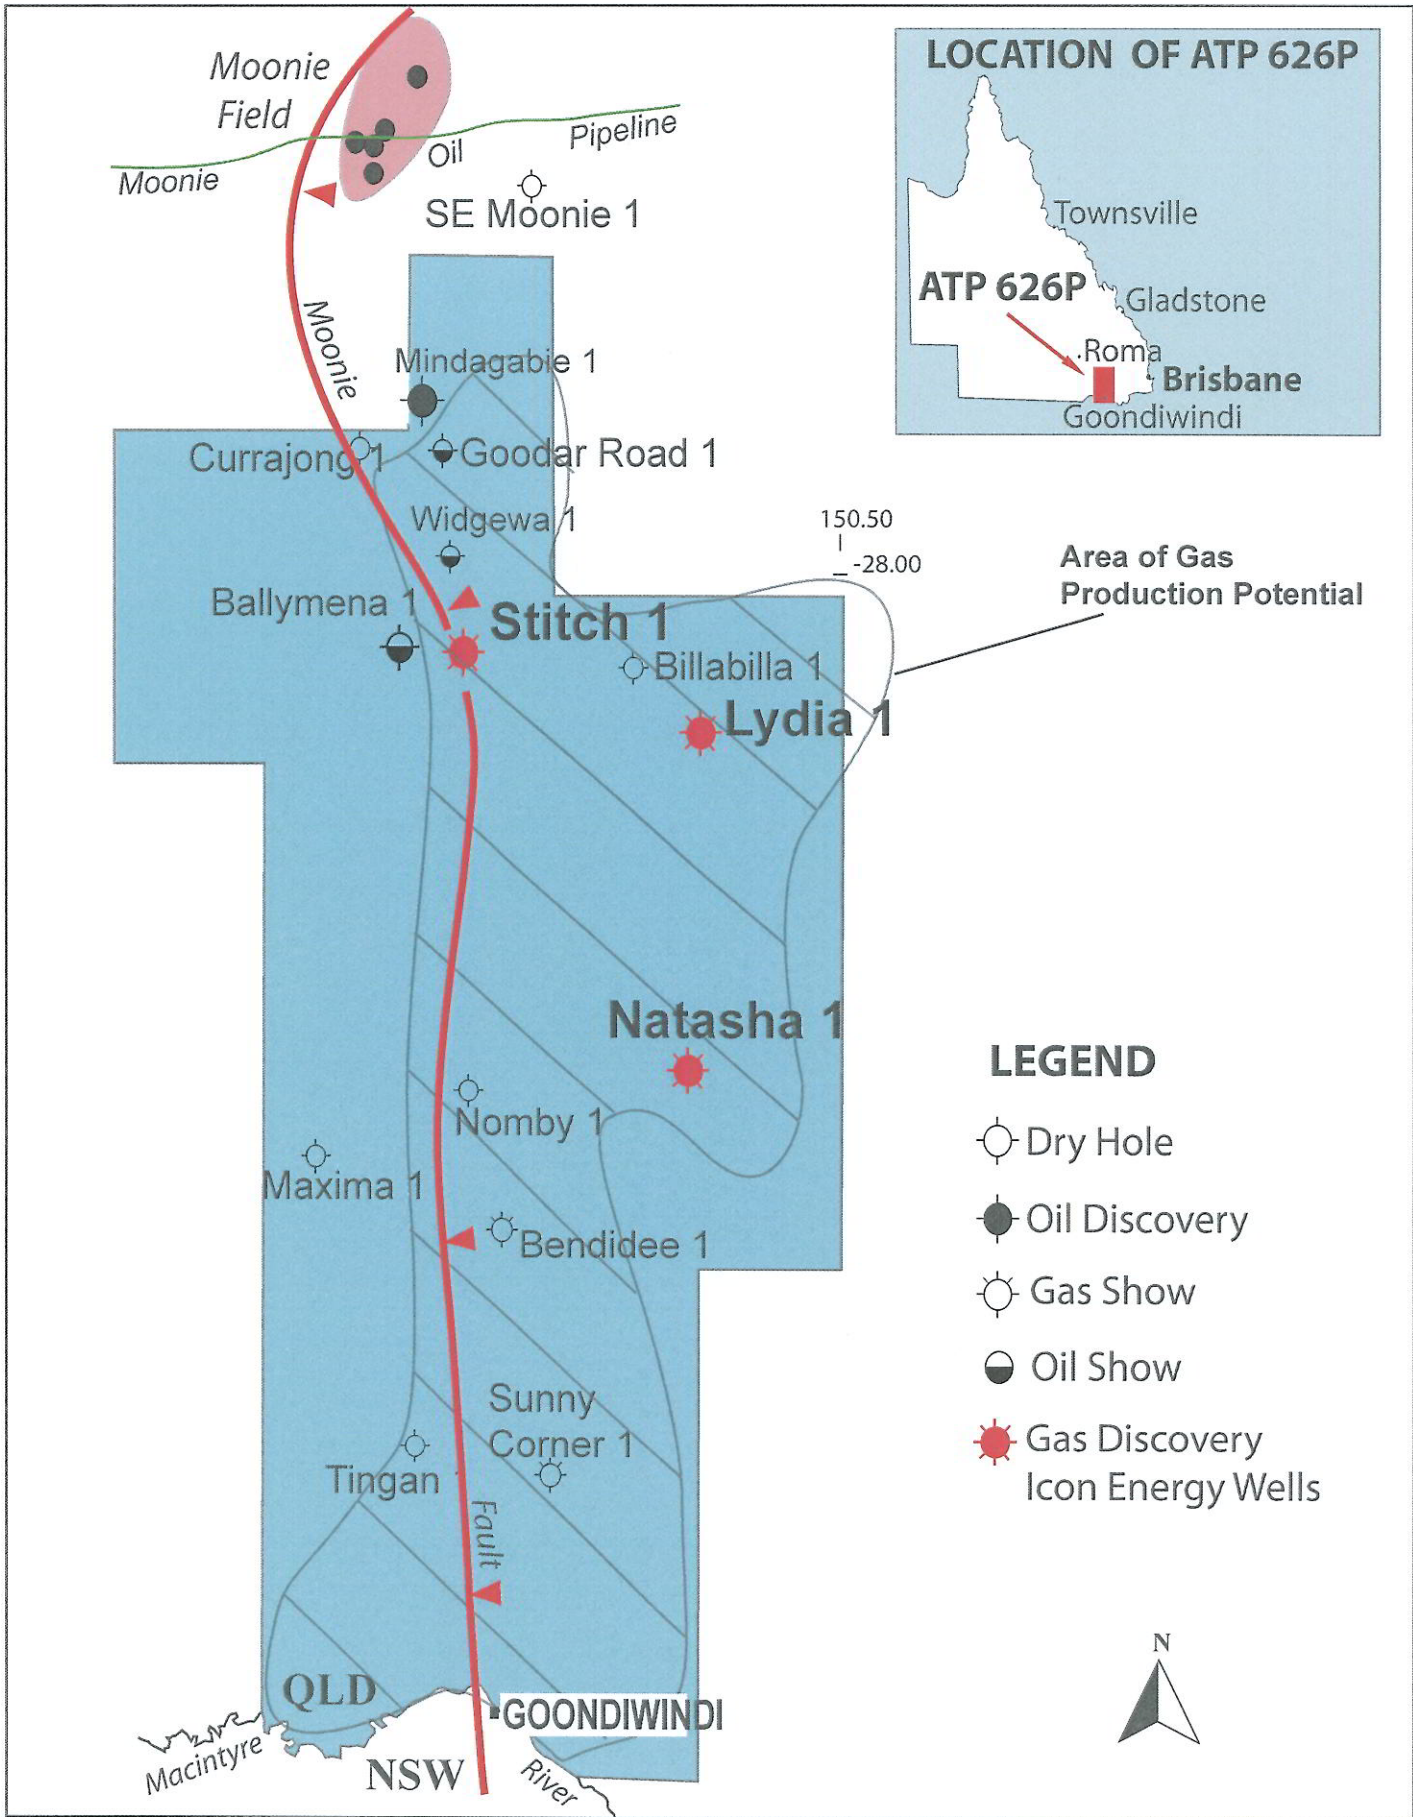 Moonie
Field
Moonie
Oil
Pipeline
SE Moonie 1
LOCATION OF ATP 626P
Townsville
ATP 626P
Gladstone
Roma
Brisbane
Goondiwindi
Moonie
Mindagabie 1
Currajong 1
Goodar Road 1
Widgewa 1
150.50
-28.00
Area of Gas
Production Potential
Ballymena 1
Stitch 1
Billabilla 1
Lydia 1
Natasha 1
Nomby 1
Maxima 1
Bendidee 1
Sunny
Corner 1
Tingan
Fault
LEGEND
Dry Hole
Oil Discovery
Gas Show
Oil Show
Gas Discovery
Icon Energy Wells
N
QLD
GOONDIWINDI
Macintyre
NSW
River